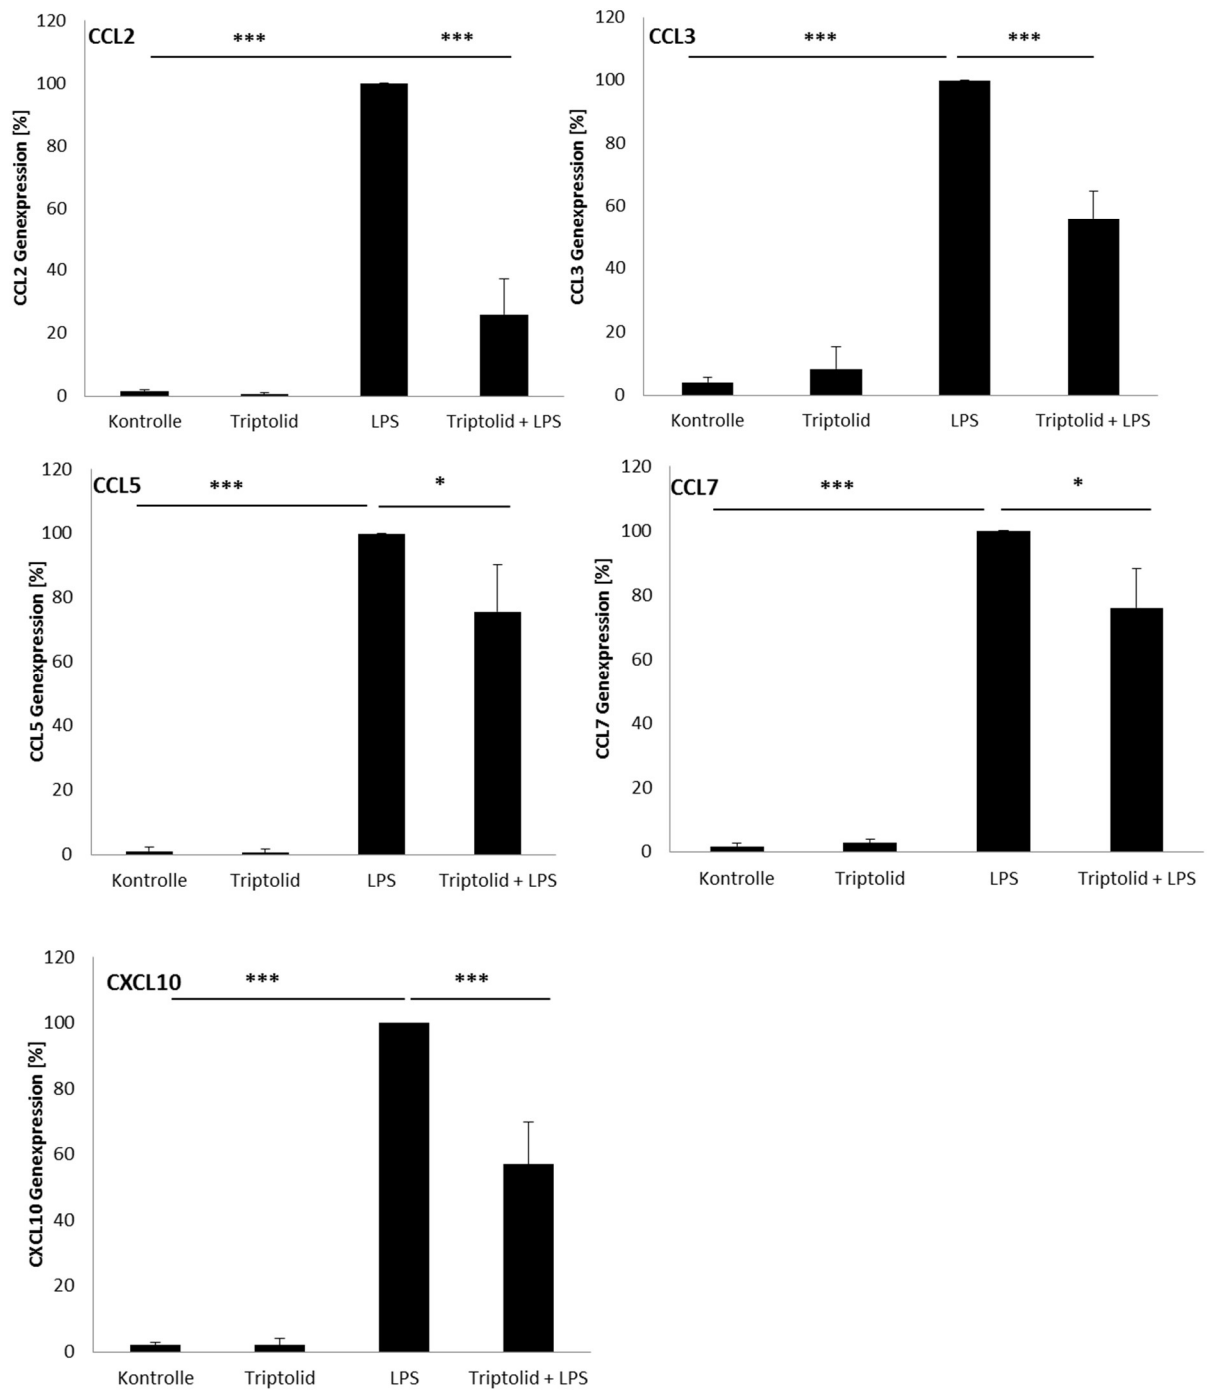 CCL2
***
***
CCL2 Genexpression [%]
120
100
80
60
40
20
0
Kontrolle
Triptolid
LPS
Triptolid + LPS
CCL3
***
***
CCL3 Genexpression [%]
120
100
80
60
40
20
0
Kontrolle
Triptolid
LPS
Triptolid + LPS
CCL5
***
*
CCL5 Genexpression [%]
120
100
80
60
40
20
0
Kontrolle
Triptolid
LPS
Triptolid + LPS
CCL7
***
*
CCL7 Genexpression [%]
120
100
80
60
40
20
0
Kontrolle
Triptolid
LPS
Triptolid + LPS
CXCL10
***
***
CXCL10 Genexpression [%]
120
100
80
60
40
20
0
Kontrolle
Triptolid
LPS
Triptolid + LPS